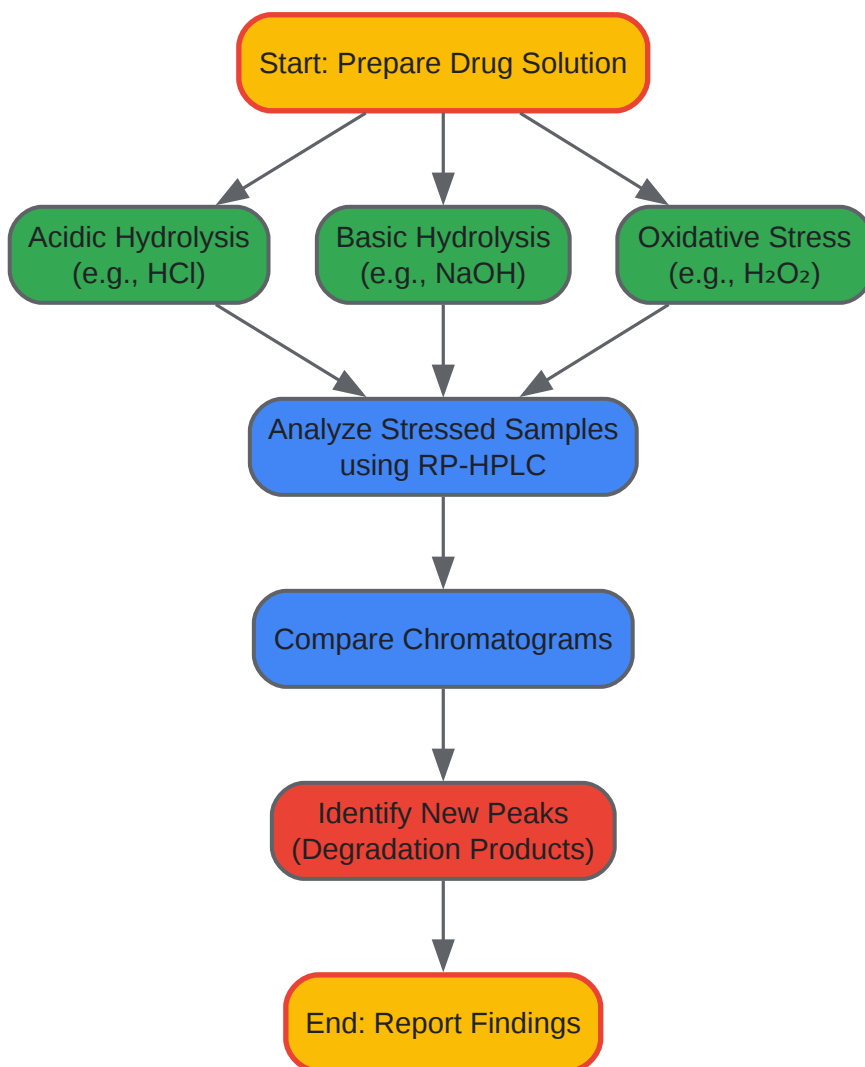 Start: Prepare Drug Solution
Acidic Hydrolysis
(e.g., HCl)
Basic Hydrolysis
(e.g., NaOH)
Oxidative Stress
(e.g., H₂O₂)
Analyze Stressed Samples
using RP-HPLC
Compare Chromatograms
Identify New Peaks
(Degradation Products)
End: Report Findings